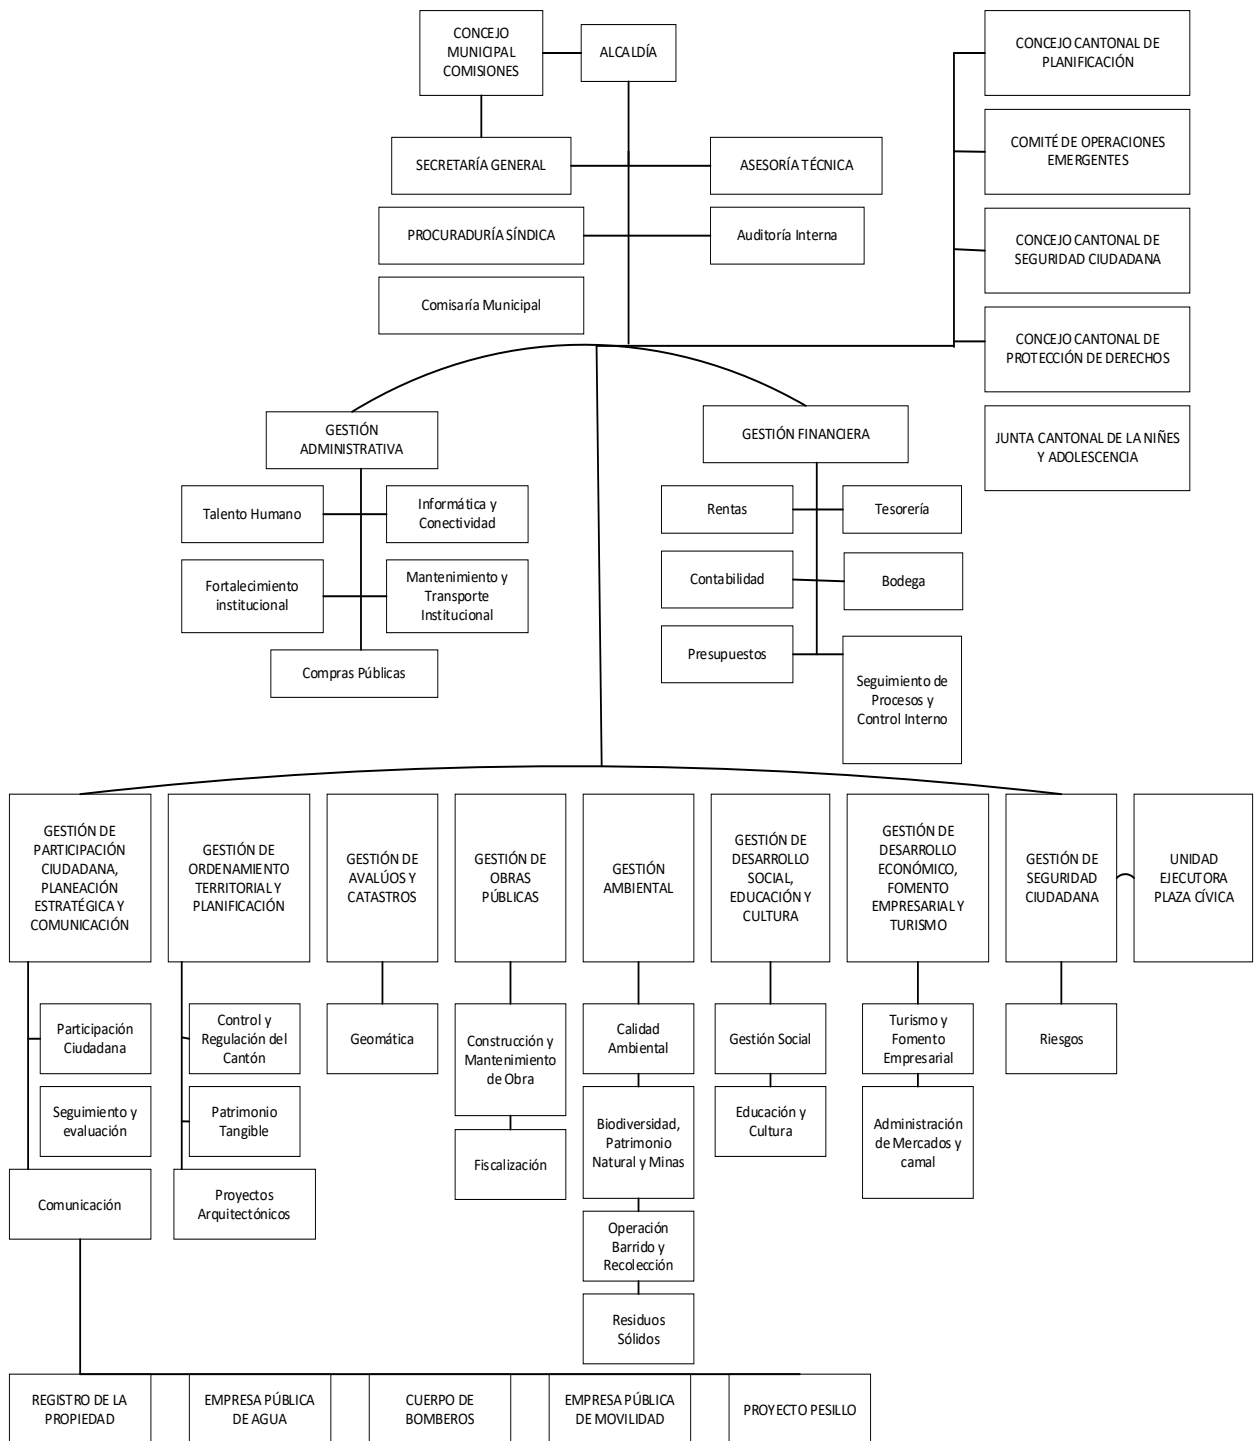 CONCEJO
MUNICIPAL
COMISIONES
ALCALDÍA
CONCEJO CANTONAL DE
PLANIFICACIÓN
COMITÉ DE OPERACIONES
EMERGENTES
SECRETARÍA GENERAL
ASESORÍA TÉCNICA
PROCURADURÍA SÍNDICA
Auditoría Interna
CONCEJO CANTONAL DE
SEGURIDAD CIUDADANA
Comisaría Municipal
CONCEJO CANTONAL DE
PROTECCIÓN DE DERECHOS
JUNTA CANTONAL DE LA NIÑES
Y ADOLESCENCIA
GESTIÓN
ADMINISTRATIVA
GESTIÓN FINANCIERA
Talento Humano
Informática y
Conectividad
Fortalecimiento
institucional
Mantenimiento y
Transporte
Institucional
Compras Públicas
Rentas
Tesorería
Contabilidad
Bodega
Presupuestos
Seguimiento de
Procesos y
Control Interno
GESTIÓN DE
PARTICIPACIÓN
CIUDADANA,
PLANEACIÓN
ESTRATÉGICA Y
COMUNICACIÓN
GESTIÓN DE
ORDENAMIENTO
TERRITORIAL Y
PLANIFICACIÓN
GESTIÓN DE
AVALÚOS Y
CATASTROS
GESTIÓN DE
OBRAS
PÚBLICAS
GESTIÓN
AMBIENTAL
GESTIÓN DE
DESARROLLO
SOCIAL,
EDUCACIÓN Y
CULTURA
GESTIÓN DE
DESARROLLO
ECONÓMICO,
FOMENTO
EMPRESARIAL Y
TURISMO
GESTIÓN DE
SEGURIDAD
CIUDADANA
UNIDAD
EJECUTORA
PLAZA CÍVICA
Participación
Ciudadana
Seguimiento y
evaluación
Comunicación
Control y
Regulación del
Cantón
Patrimonio
Tangible
Proyectos
Arquitectónicos
Geomática
Construcción y
Mantenimiento
de Obra
Fiscalización
Calidad
Ambiental
Biodiversidad,
Patrimonio
Natural y Minas
Operación
Barrido y
Recolección
Residuos
Sólidos
Gestión Social
Educación y
Cultura
Turismo y
Fomento
Empresarial
Administración
de Mercados y
camal
Riesgos
REGISTRO DE LA
PROPIEDAD
EMPRESA PÚBLICA
DE AGUA
CUERPO DE
BOMBEROS
EMPRESA PÚBLICA
DE MOVILIDAD
PROYECTO PESILLO